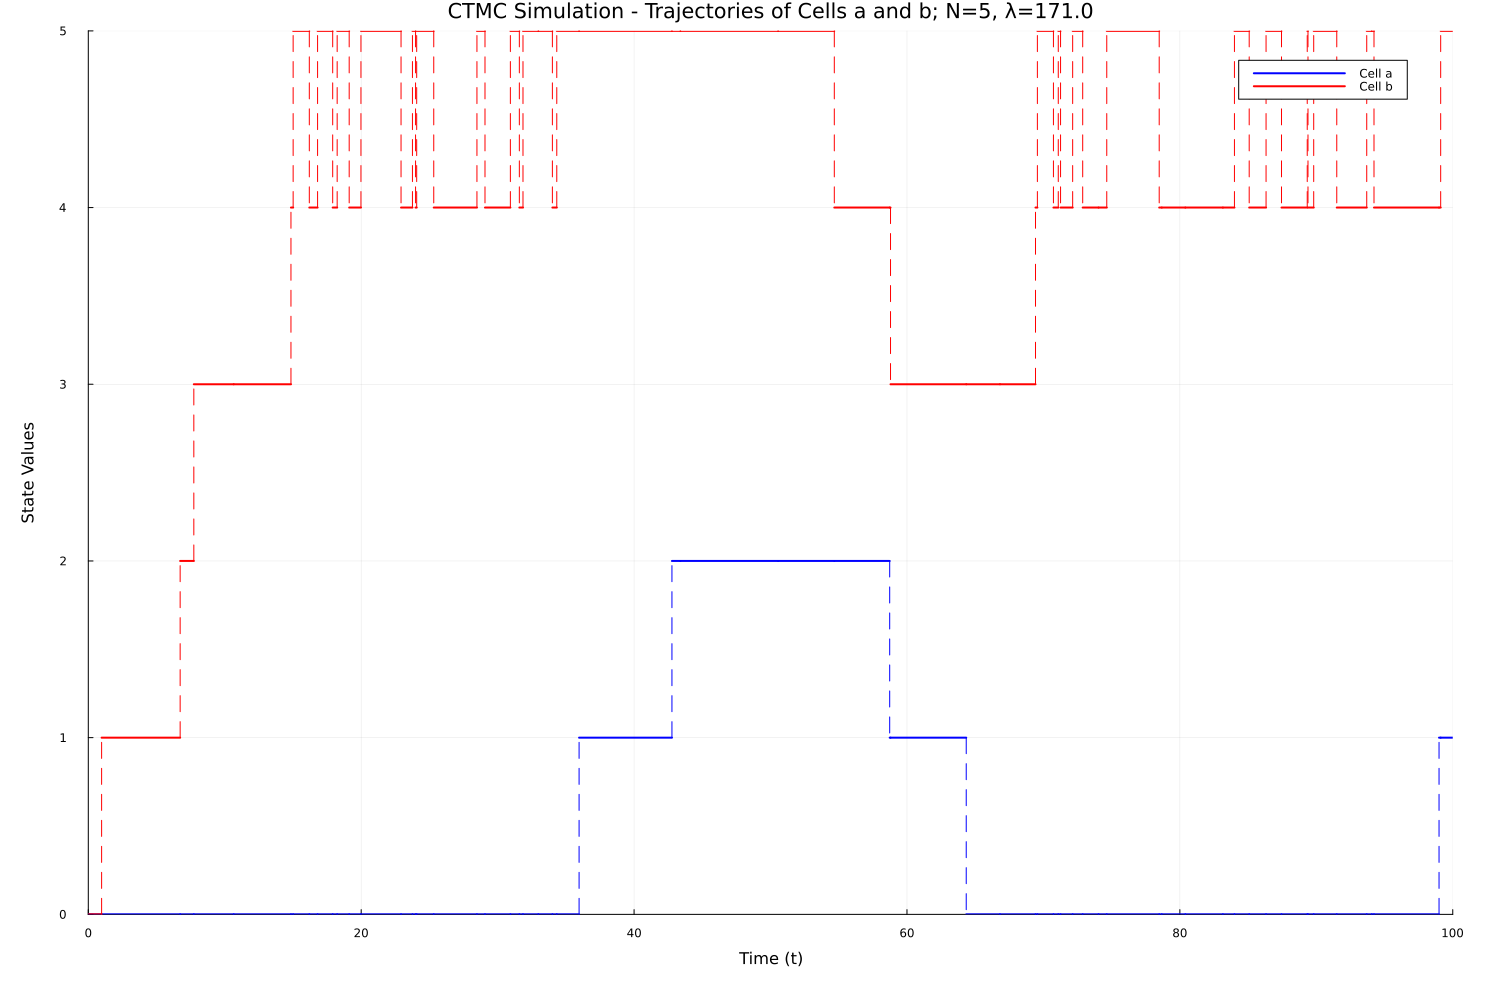 CTMC Simulation - Trajectories of Cells a and b; N=5, λ=171.0
5
Cell a
Cell b
4
3
State Values
2
1
0
0 20 40 60 80 100
Time (t)